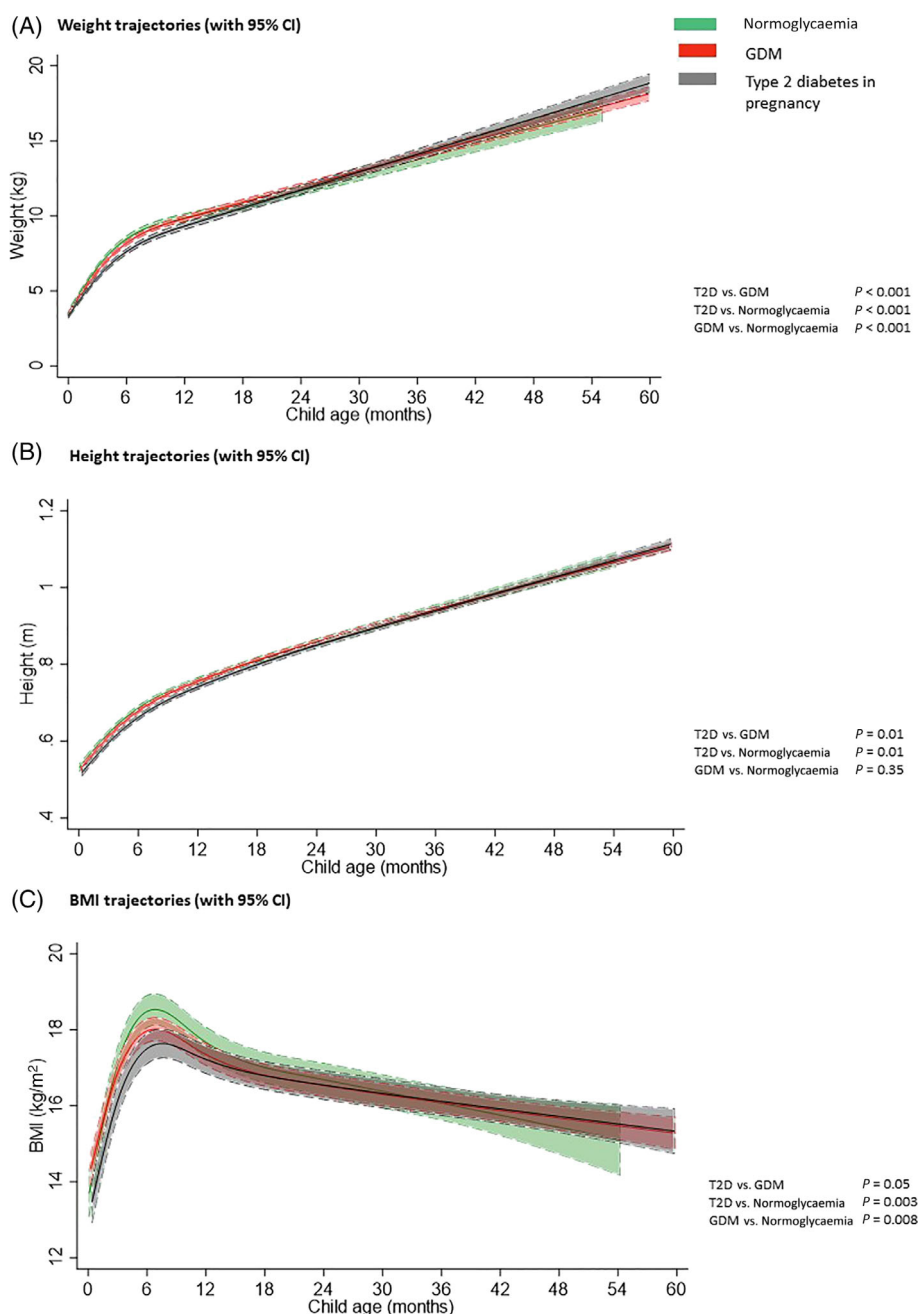 (A) Weight trajectories (with 95% CI)
Normoglycaemia
GDM
Type 2 diabetes in
pregnancy
20
15
10
5
0
Weight (kg)
0 6 12 18 24 30 36 42 48 54 60
Child age (months)
T2D vs. GDM P < 0.001
T2D vs. Normoglycaemia P < 0.001
GDM vs. Normoglycaemia P < 0.001
(B) Height trajectories (with 95% CI)
1.2
1
.8
.6
.4
Height (m)
0 6 12 18 24 30 36 42 48 54 60
Child age (months)
T2D vs. GDM P = 0.01
T2D vs. Normoglycaemia P = 0.01
GDM vs. Normoglycaemia P = 0.35
(C) BMI trajectories (with 95% CI)
20
18
16
14
12
BMI (kg/m²)
0 6 12 18 24 30 36 42 48 54 60
Child age (months)
T2D vs. GDM P = 0.05
T2D vs. Normoglycaemia P = 0.003
GDM vs. Normoglycaemia P = 0.008